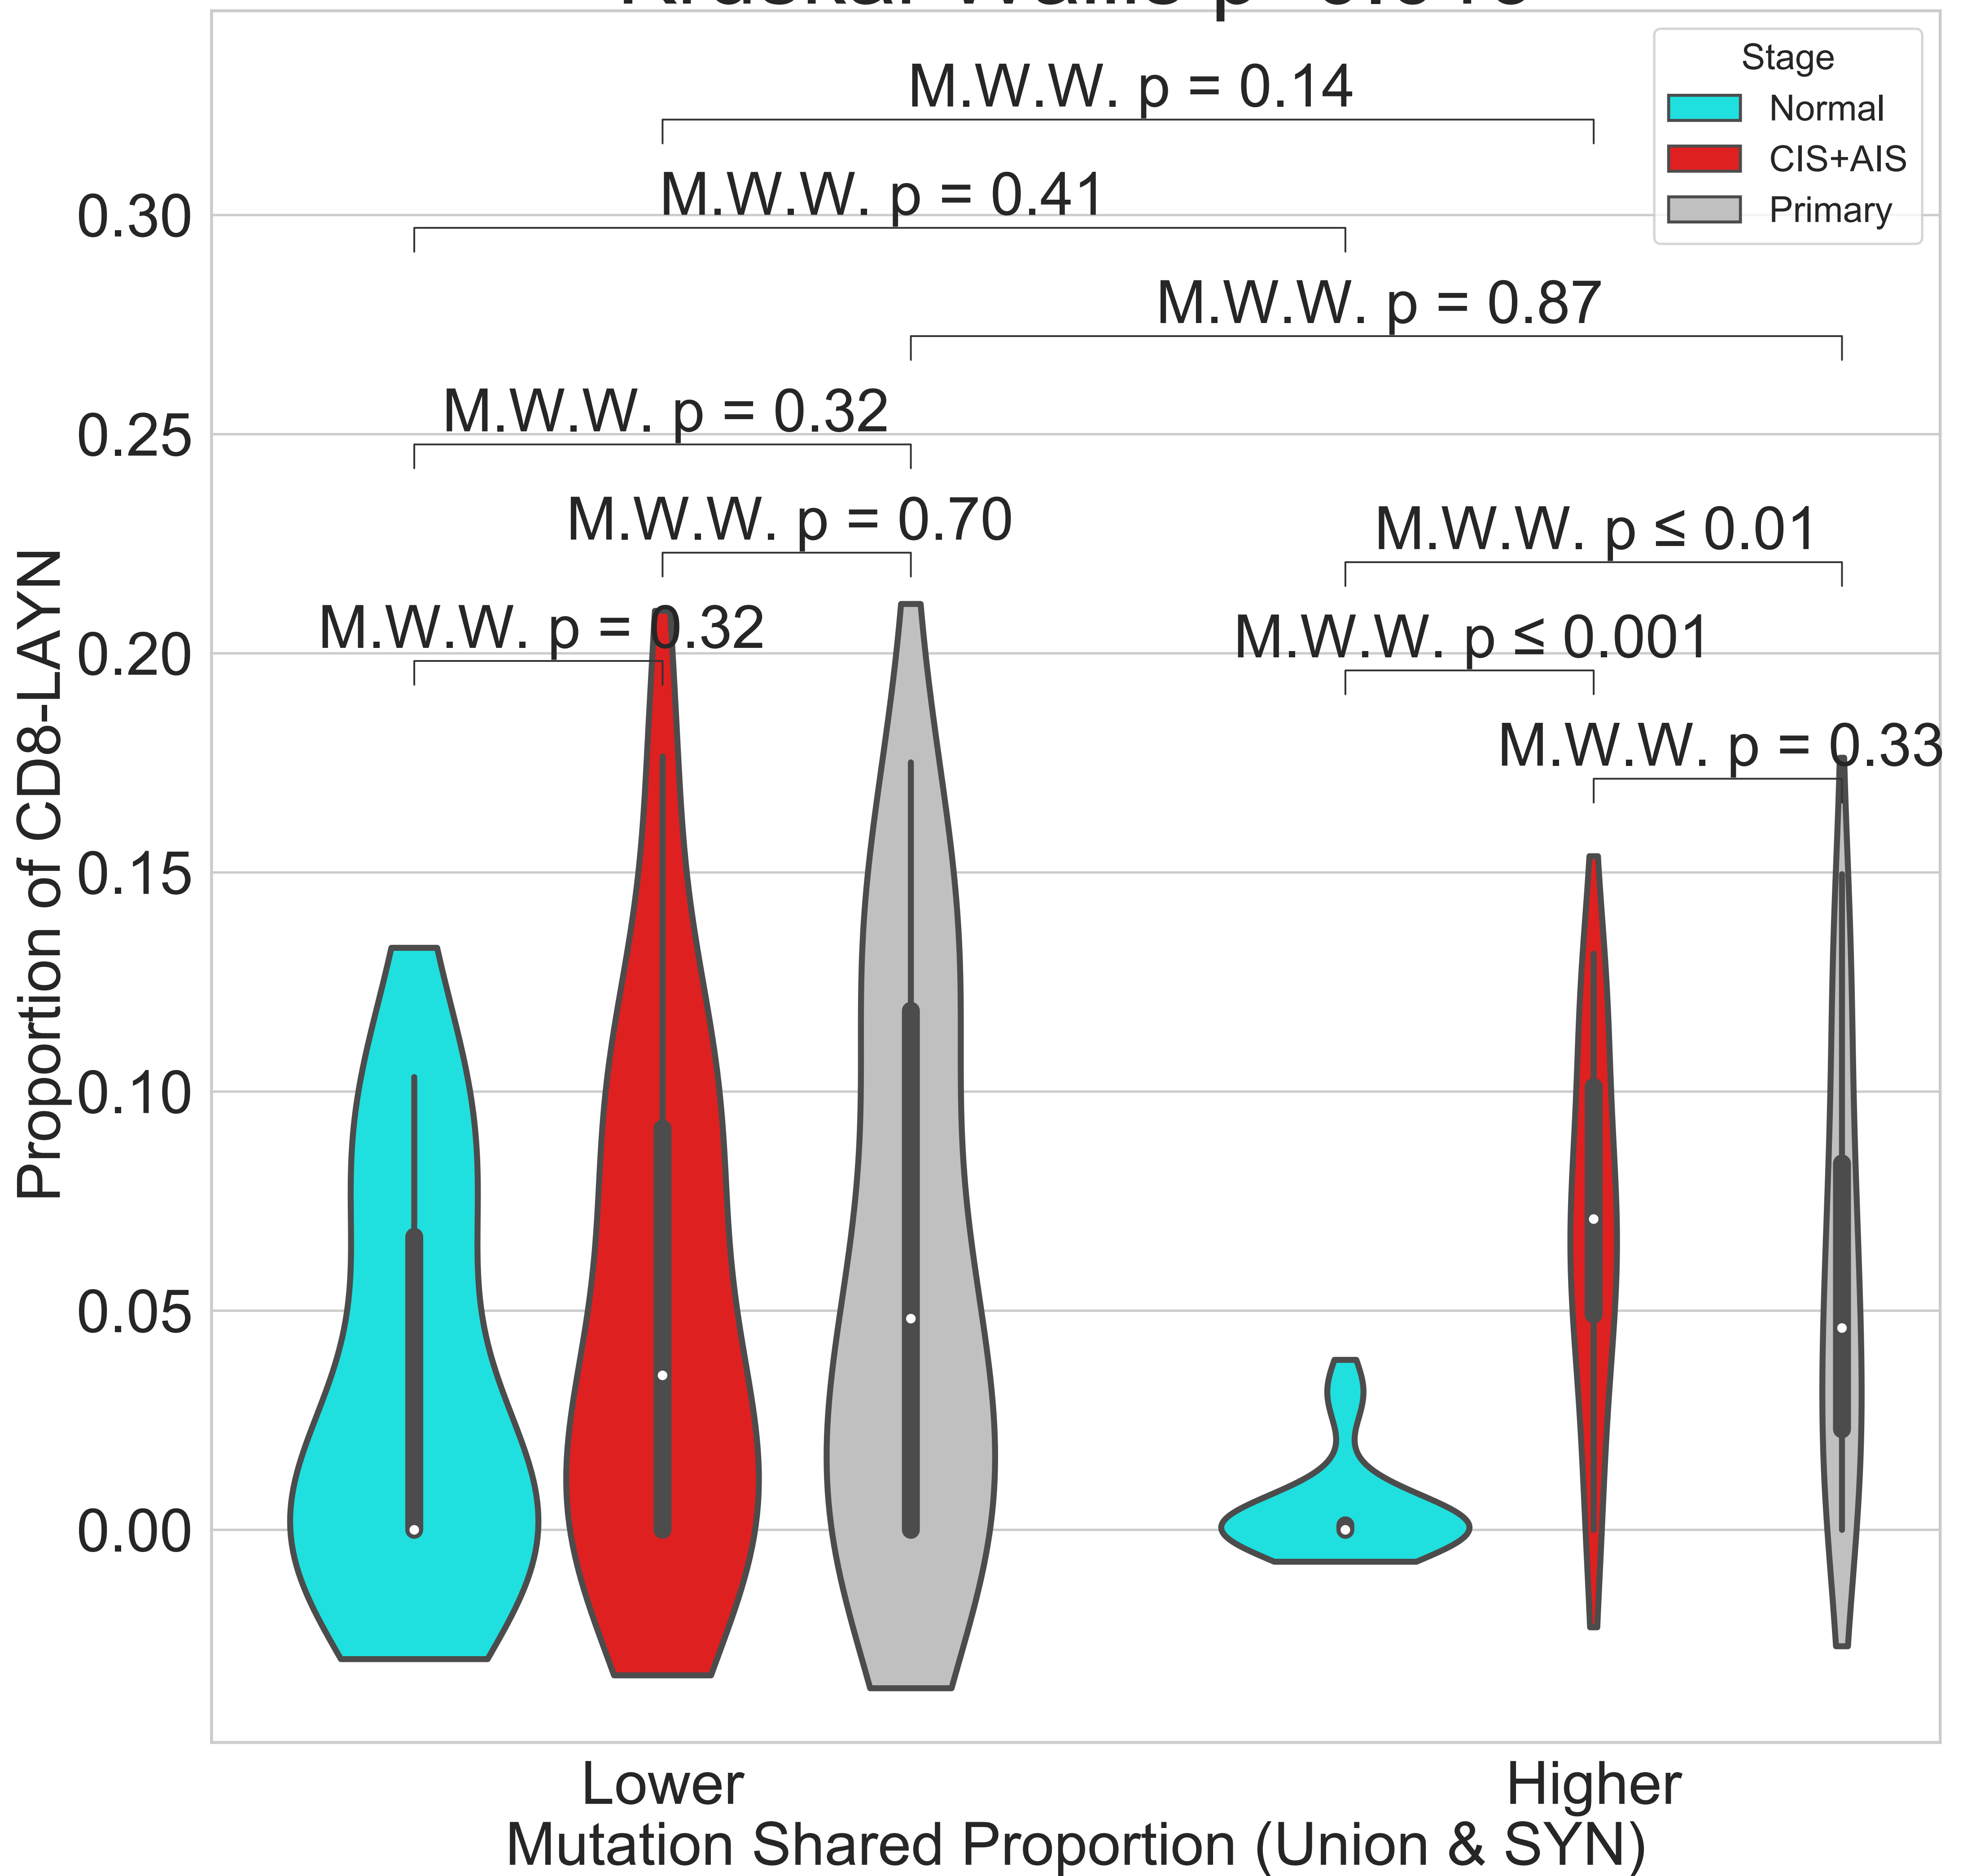 Stage
Normal
CIS+AIS
Primary
M.W.W. p = 0.14
M.W.W. p = 0.41
M.W.W. p = 0.87
M.W.W. p = 0.32
M.W.W. p = 0.70
M.W.W. p ≤ 0.01
M.W.W. p = 0.32
M.W.W. p ≤ 0.001
M.W.W. p = 0.33
Proportion of CD8-LAYN
0.30
0.25
0.20
0.15
0.10
0.05
0.00
Lower
Higher
Mutation Shared Proportion (Union & SYN)